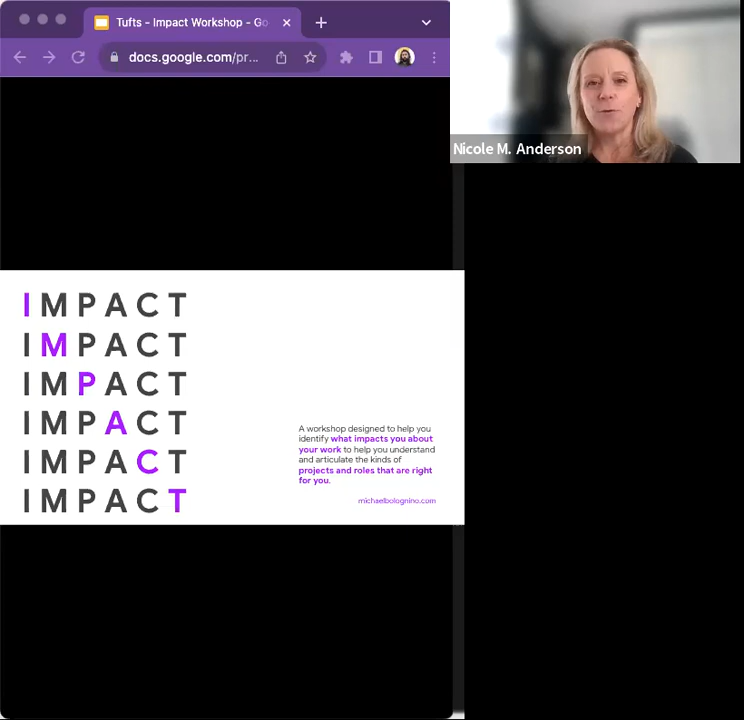 Tufts - Impact Workshop - Go
docs.google.com/pr...
Nicole M. Anderson
IMPACT
IMPACT
IMPACT
IMPACT
IMPACT
IMPACT
A workshop designed to help you
identify what impacts you about
your work to help you understand
and articulate the kinds of
projects and roles that are right
for you.
michaelbolognino.com